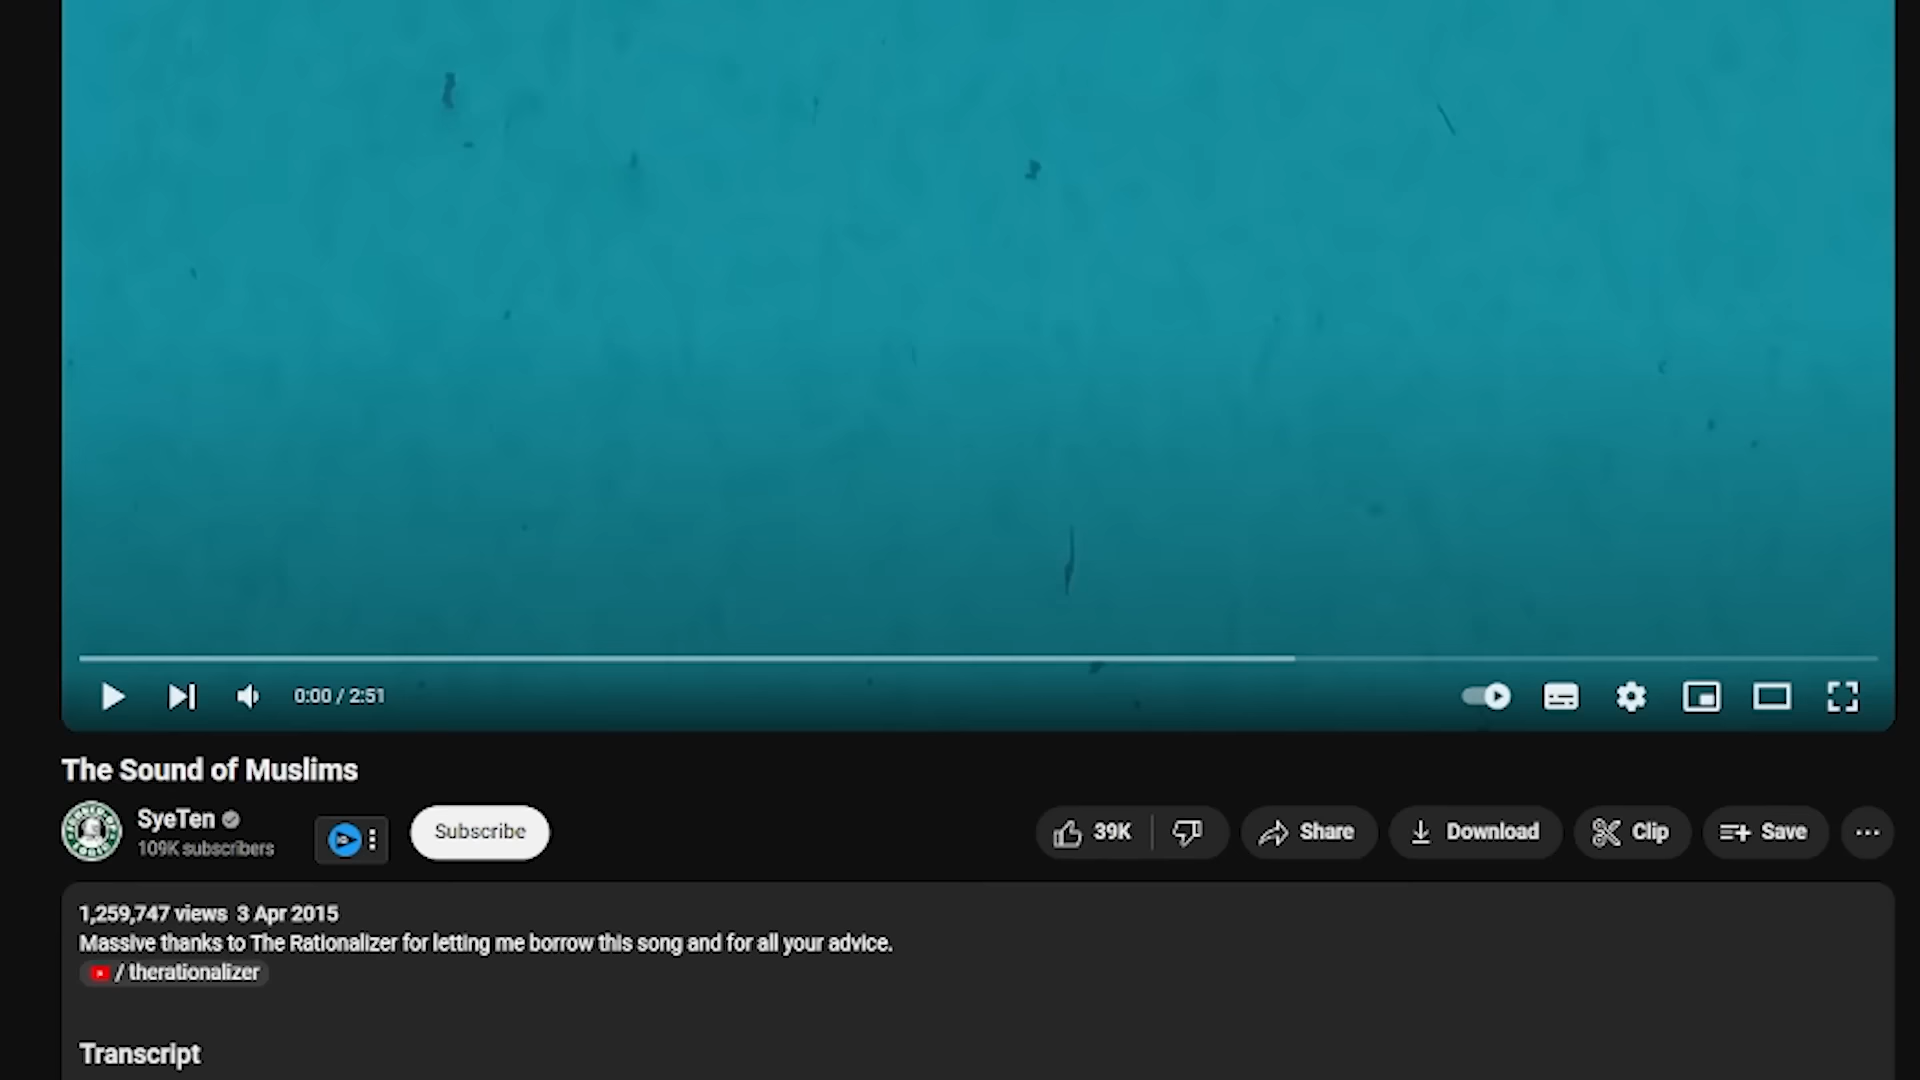 0:00 / 2:51
The Sound of Muslims
SyeTen
109K subscribers
Subscribe
39K
Share
Download
Clip
Save
1,259,747 views 3 Apr 2015
Massive thanks to The Rationalizer for letting me borrow this song and for all your advice.
/ therationalizer
Transcript